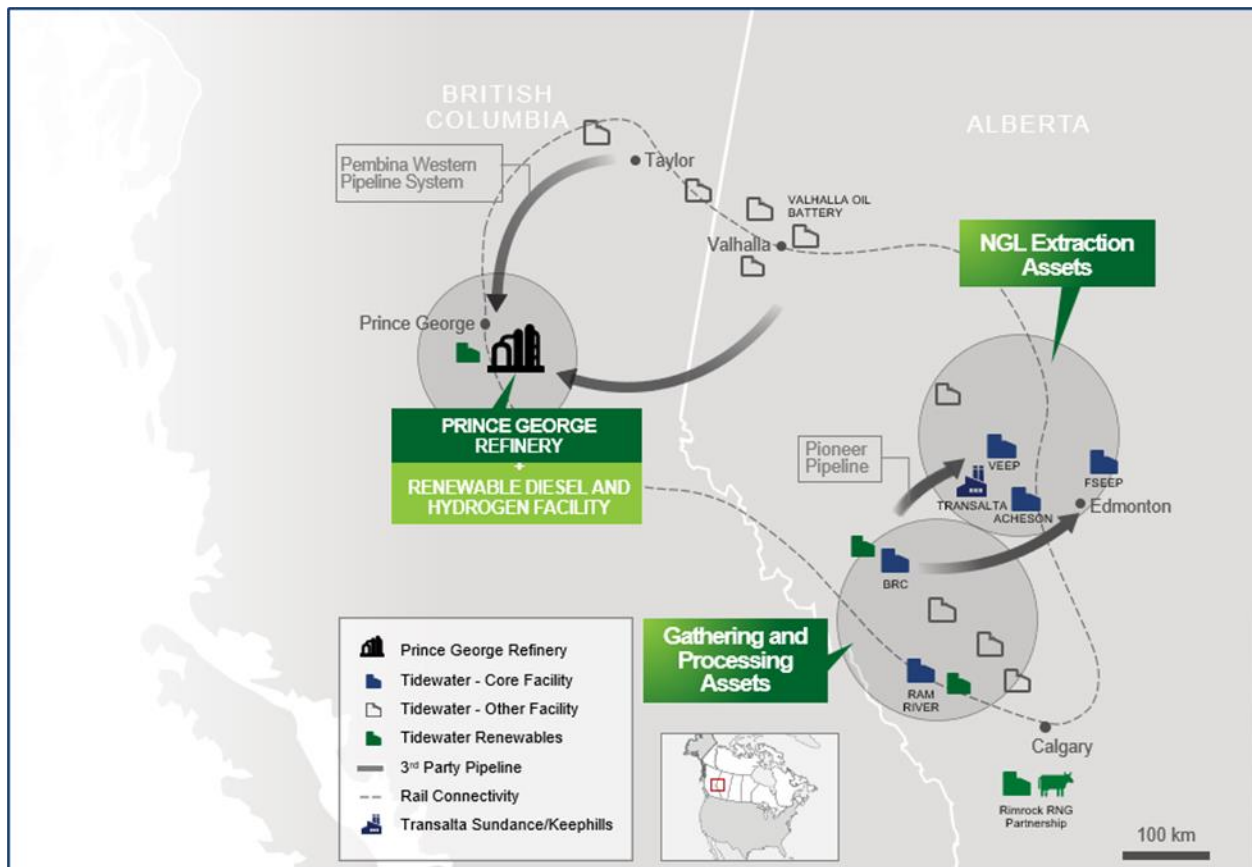 BRITISH
COLUMBIA
ALBERTA
Pembina Western
Pipeline System
Taylor
VALHALLA OIL
BATTERY
Valhalla
NGL Extraction
Assets
Prince George
PRINCE GEORGE
REFINERY
+
RENEWABLE DIESEL AND
HYDROGEN FACILITY
Pioneer
Pipeline
VEEP
FSEEP
TRANSALTA
ACHESON
Edmonton
BRC
Gathering and
Processing
Assets
RAM
RIVER
Calgary
Rimrock RNG
Partnership
100 km
Prince George Refinery
Tidewater - Core Facility
Tidewater - Other Facility
Tidewater Renewables
3rd Party Pipeline
Rail Connectivity
Transalta Sundance/Keephills